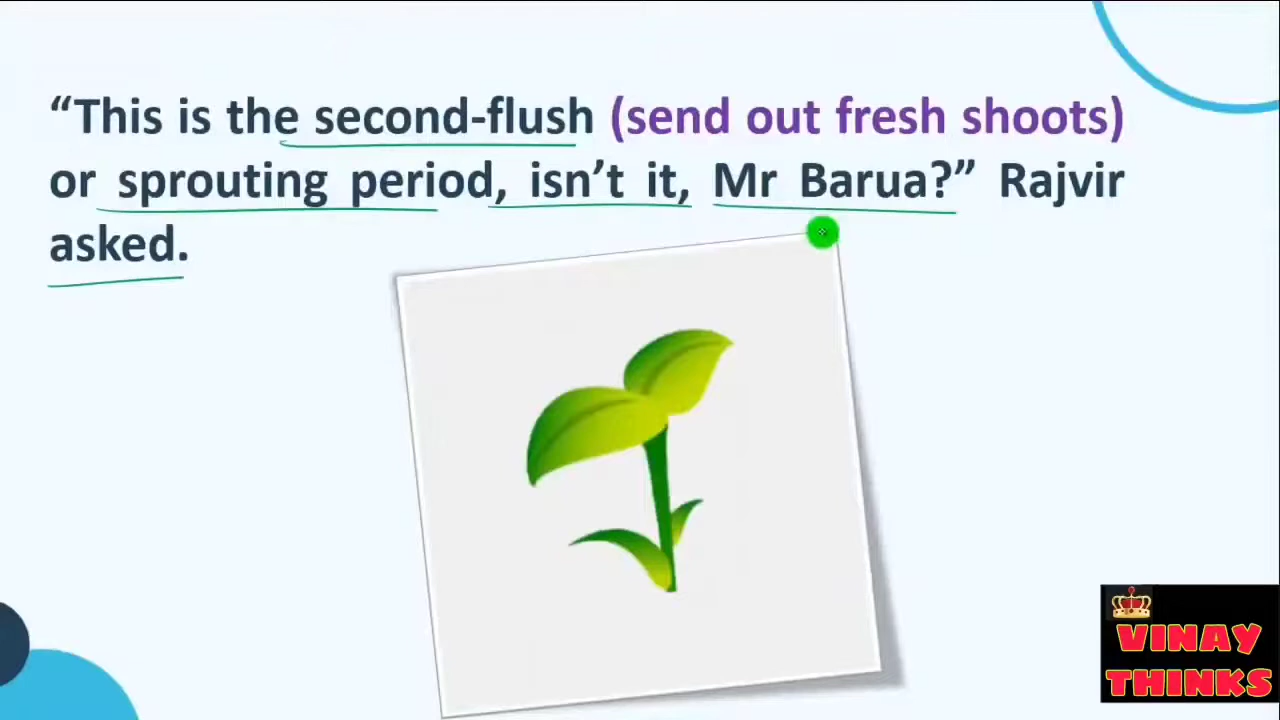 “This is the second-flush (send out fresh shoots)
or sprouting period, isn’t it, Mr Barua?” Rajvir
asked.
VINAY
THINKS